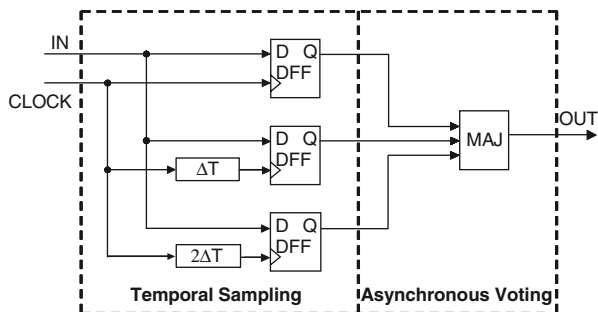 IN
D Q
DFF
CLOCK
OUT
MAJ
D Q
DFF
ΔT
D Q
DFF
2ΔT
Temporal Sampling
Asynchronous Voting